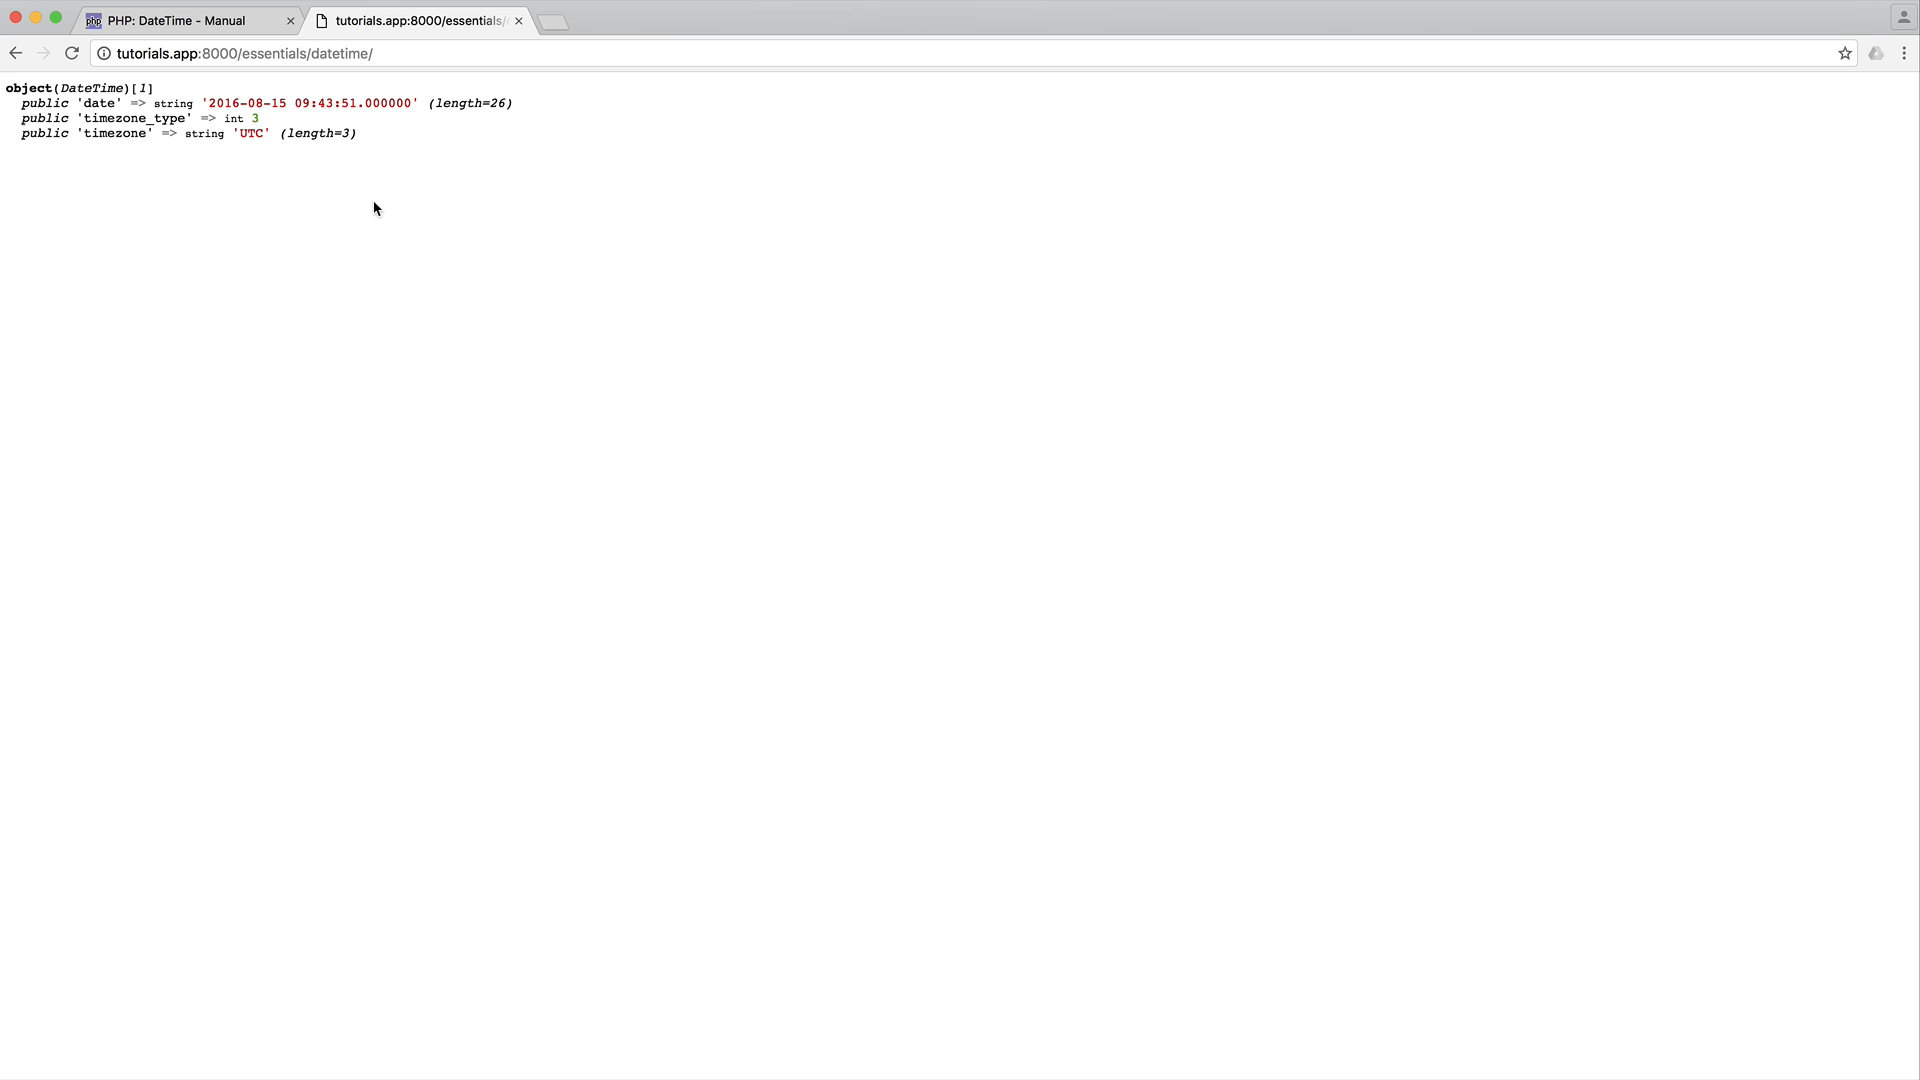 php PHP: DateTime - Manual
tutorials.app:8000/essentials/
tutorials.app:8000/essentials/datetime/
object(DateTime)[1]
public 'date' => string '2016-08-15 09:43:51.000000' (length=26)
public 'timezone_type' => int 3
public 'timezone' => string 'UTC' (length=3)